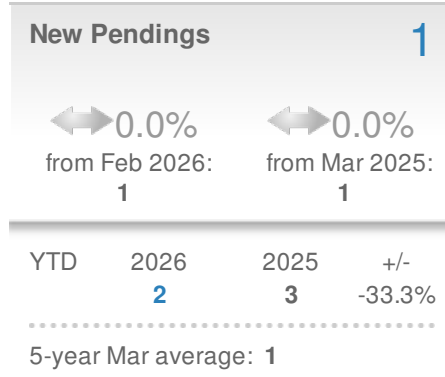 New Pendings 1
0.0% 0.0%
from Feb 2026: from Mar 2025:
1 1
YTD 2026 2025 +/-
2 3 -33.3%
5-year Mar average: 1